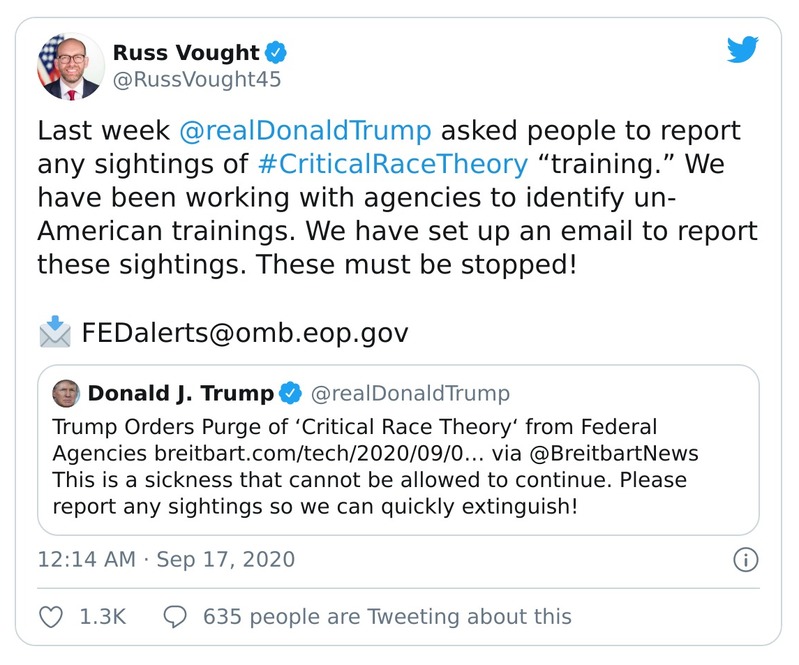 Russ Vought
@RussVought45
Last week @realDonaldTrump asked people to report
any sightings of #CriticalRaceTheory “training.” We
have been working with agencies to identify un-
American trainings. We have set up an email to report
these sightings. These must be stopped!
FEDalerts@omb.eop.gov
Donald J. Trump @realDonaldTrump
Trump Orders Purge of ‘Critical Race Theory‘ from Federal
Agencies breitbart.com/tech/2020/09/0… via @BreitbartNews
This is a sickness that cannot be allowed to continue. Please
report any sightings so we can quickly extinguish!
12:14 AM · Sep 17, 2020
1.3K 635 people are Tweeting about this